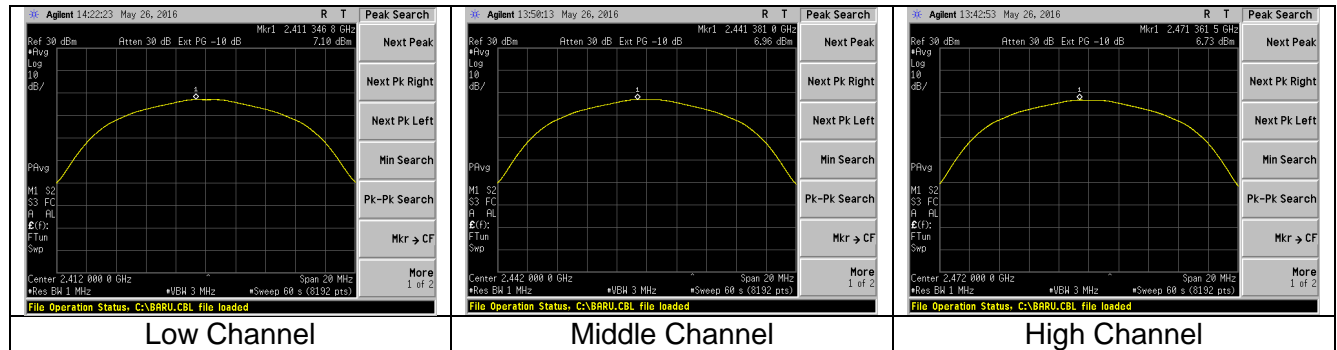 Agilent 14:22:23 May 26, 2016 R T Peak Search
Mkr1 2.411 346 8 GHz
Ref 30 dBm Atten 30 dB Ext PG -10 dB 7.10 dBm
#Avg
Log
10
dB/
1
PAvg
M1 S2
S3 FC
A AL
£(f):
FTun
Swp
Center 2.412 000 0 GHz Span 20 MHz
#Res BW 1 MHz #VBW 3 MHz #Sweep 60 s (8192 pts)
File Operation Status, C:\BARU.CBL file loaded
Next Peak
Next Pk Right
Next Pk Left
Min Search
Pk-Pk Search
Mkr → CF
More
1 of 2
Low Channel
Agilent 13:50:13 May 26, 2016 R T Peak Search
Mkr1 2.441 381 0 GHz
Ref 30 dBm Atten 30 dB Ext PG -10 dB 6.96 dBm
#Avg
Log
10
dB/
1
PAvg
M1 S2
S3 FC
A AL
£(f):
FTun
Swp
Center 2.442 000 0 GHz Span 20 MHz
#Res BW 1 MHz #VBW 3 MHz #Sweep 60 s (8192 pts)
File Operation Status, C:\BARU.CBL file loaded
Next Peak
Next Pk Right
Next Pk Left
Min Search
Pk-Pk Search
Mkr → CF
More
1 of 2
Middle Channel
Agilent 13:42:53 May 26, 2016 R T Peak Search
Mkr1 2.471 361 5 GHz
Ref 30 dBm Atten 30 dB Ext PG -10 dB 6.73 dBm
#Avg
Log
10
dB/
1
PAvg
M1 S2
S3 FC
A AL
£(f):
FTun
Swp
Center 2.472 000 0 GHz Span 20 MHz
#Res BW 1 MHz #VBW 3 MHz #Sweep 60 s (8192 pts)
File Operation Status, C:\BARU.CBL file loaded
Next Peak
Next Pk Right
Next Pk Left
Min Search
Pk-Pk Search
Mkr → CF
More
1 of 2
High Channel